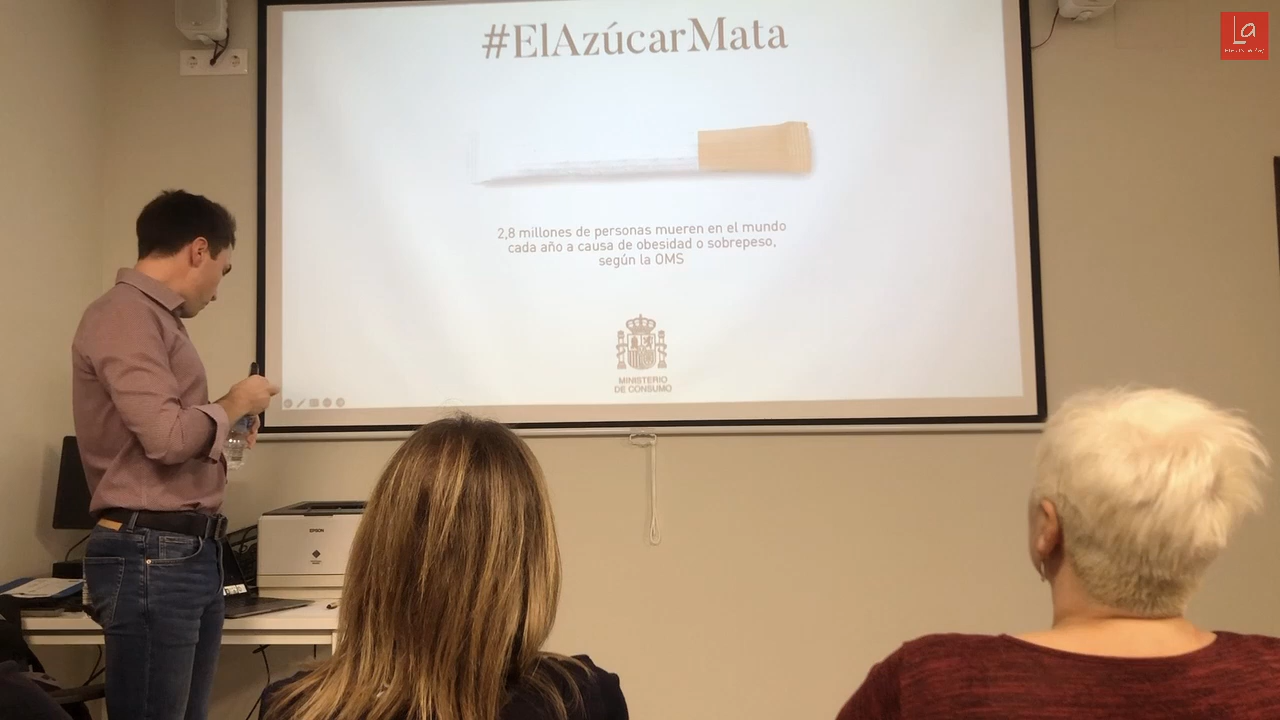 #ElAzúcarMata
La
2,8 millones de personas mueren en el mundo
cada año a causa de obesidad o sobrepeso,
según la OMS
MINISTERIO
DE CONSUMO
EPSON